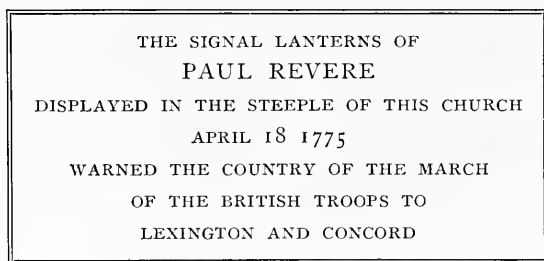 THE SIGNAL LANTERNS OF
PAUL REVERE
DISPLAYED IN THE STEEPLE OF THIS CHURCH
APRIL 18 1775
WARNED THE COUNTRY OF THE MARCH
OF THE BRITISH TROOPS TO
LEXINGTON AND CONCORD